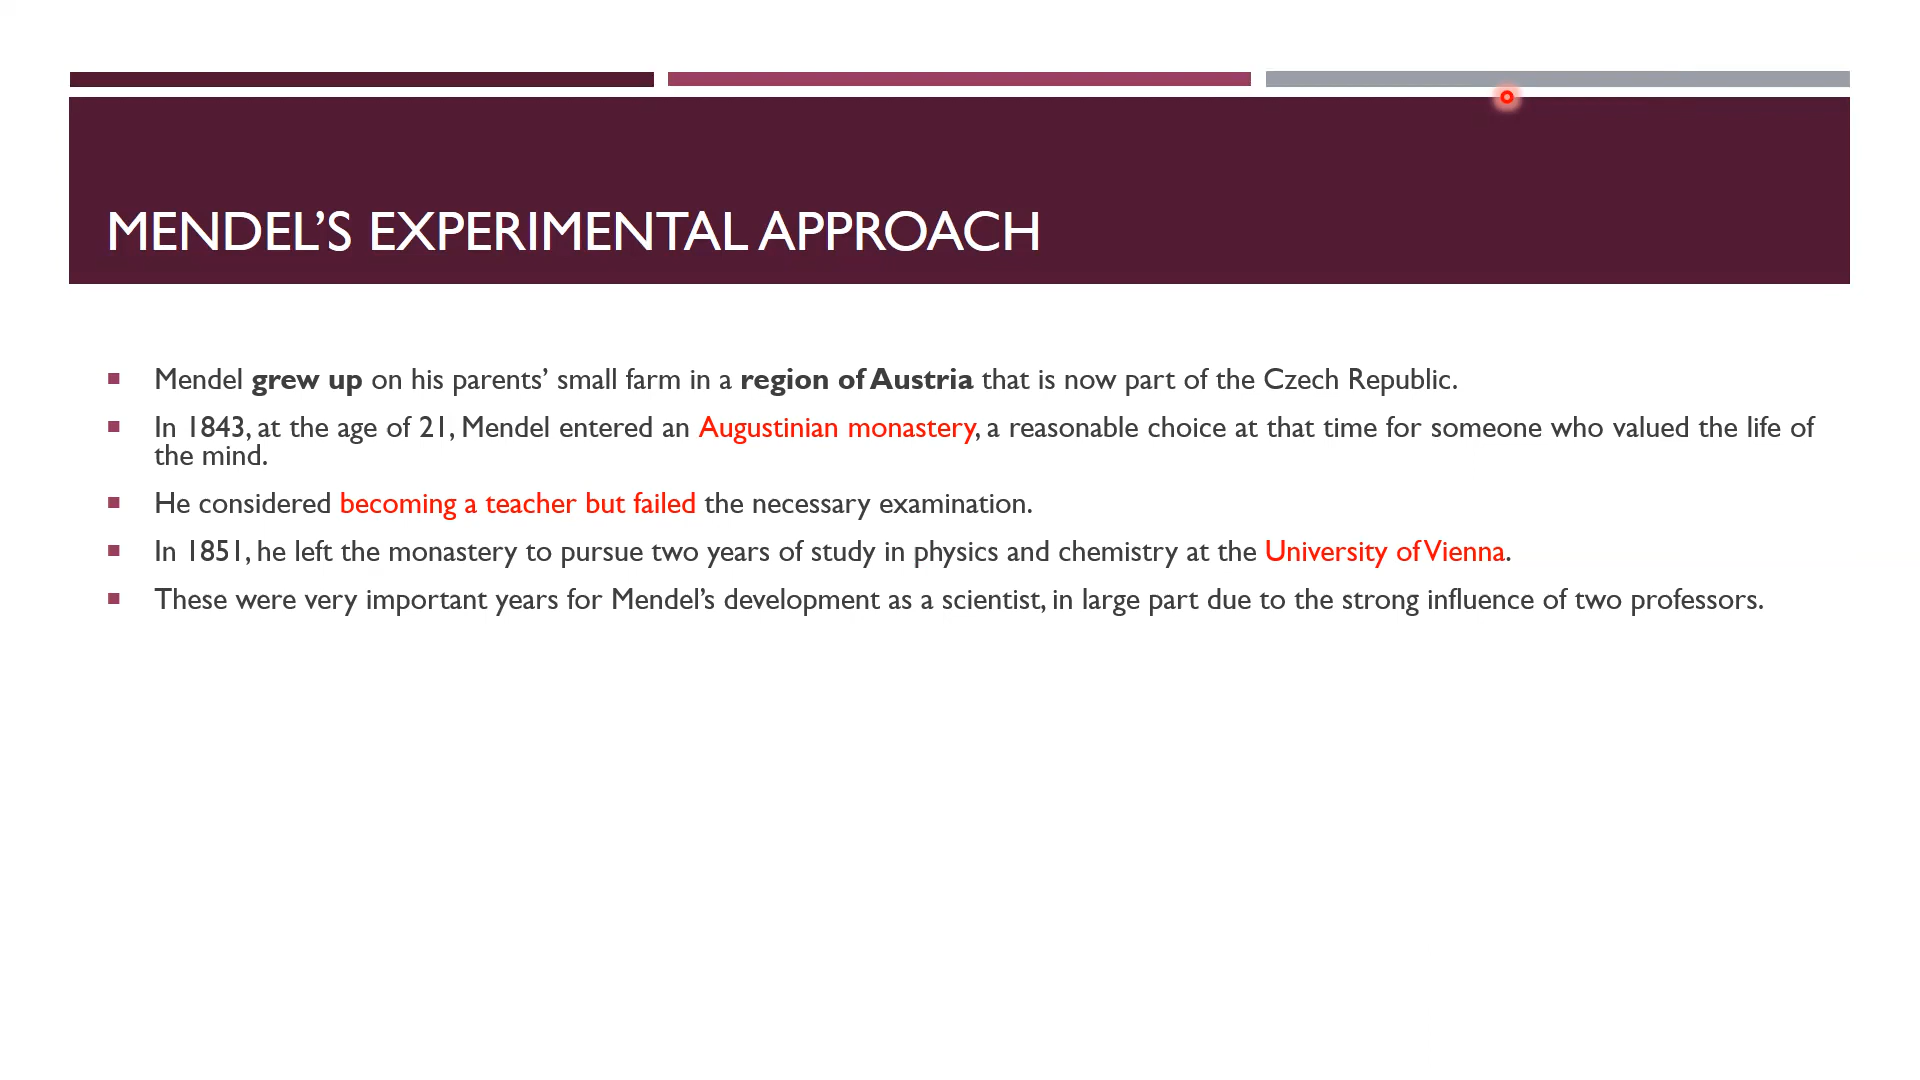 MENDEL’S EXPERIMENTAL APPROACH
▪ Mendel grew up on his parents’ small farm in a region of Austria that is now part of the Czech Republic.
▪ In 1843, at the age of 21, Mendel entered an Augustinian monastery, a reasonable choice at that time for someone who valued the life of
the mind.
▪ He considered becoming a teacher but failed the necessary examination.
▪ In 1851, he left the monastery to pursue two years of study in physics and chemistry at the University of Vienna.
▪ These were very important years for Mendel’s development as a scientist, in large part due to the strong influence of two professors.